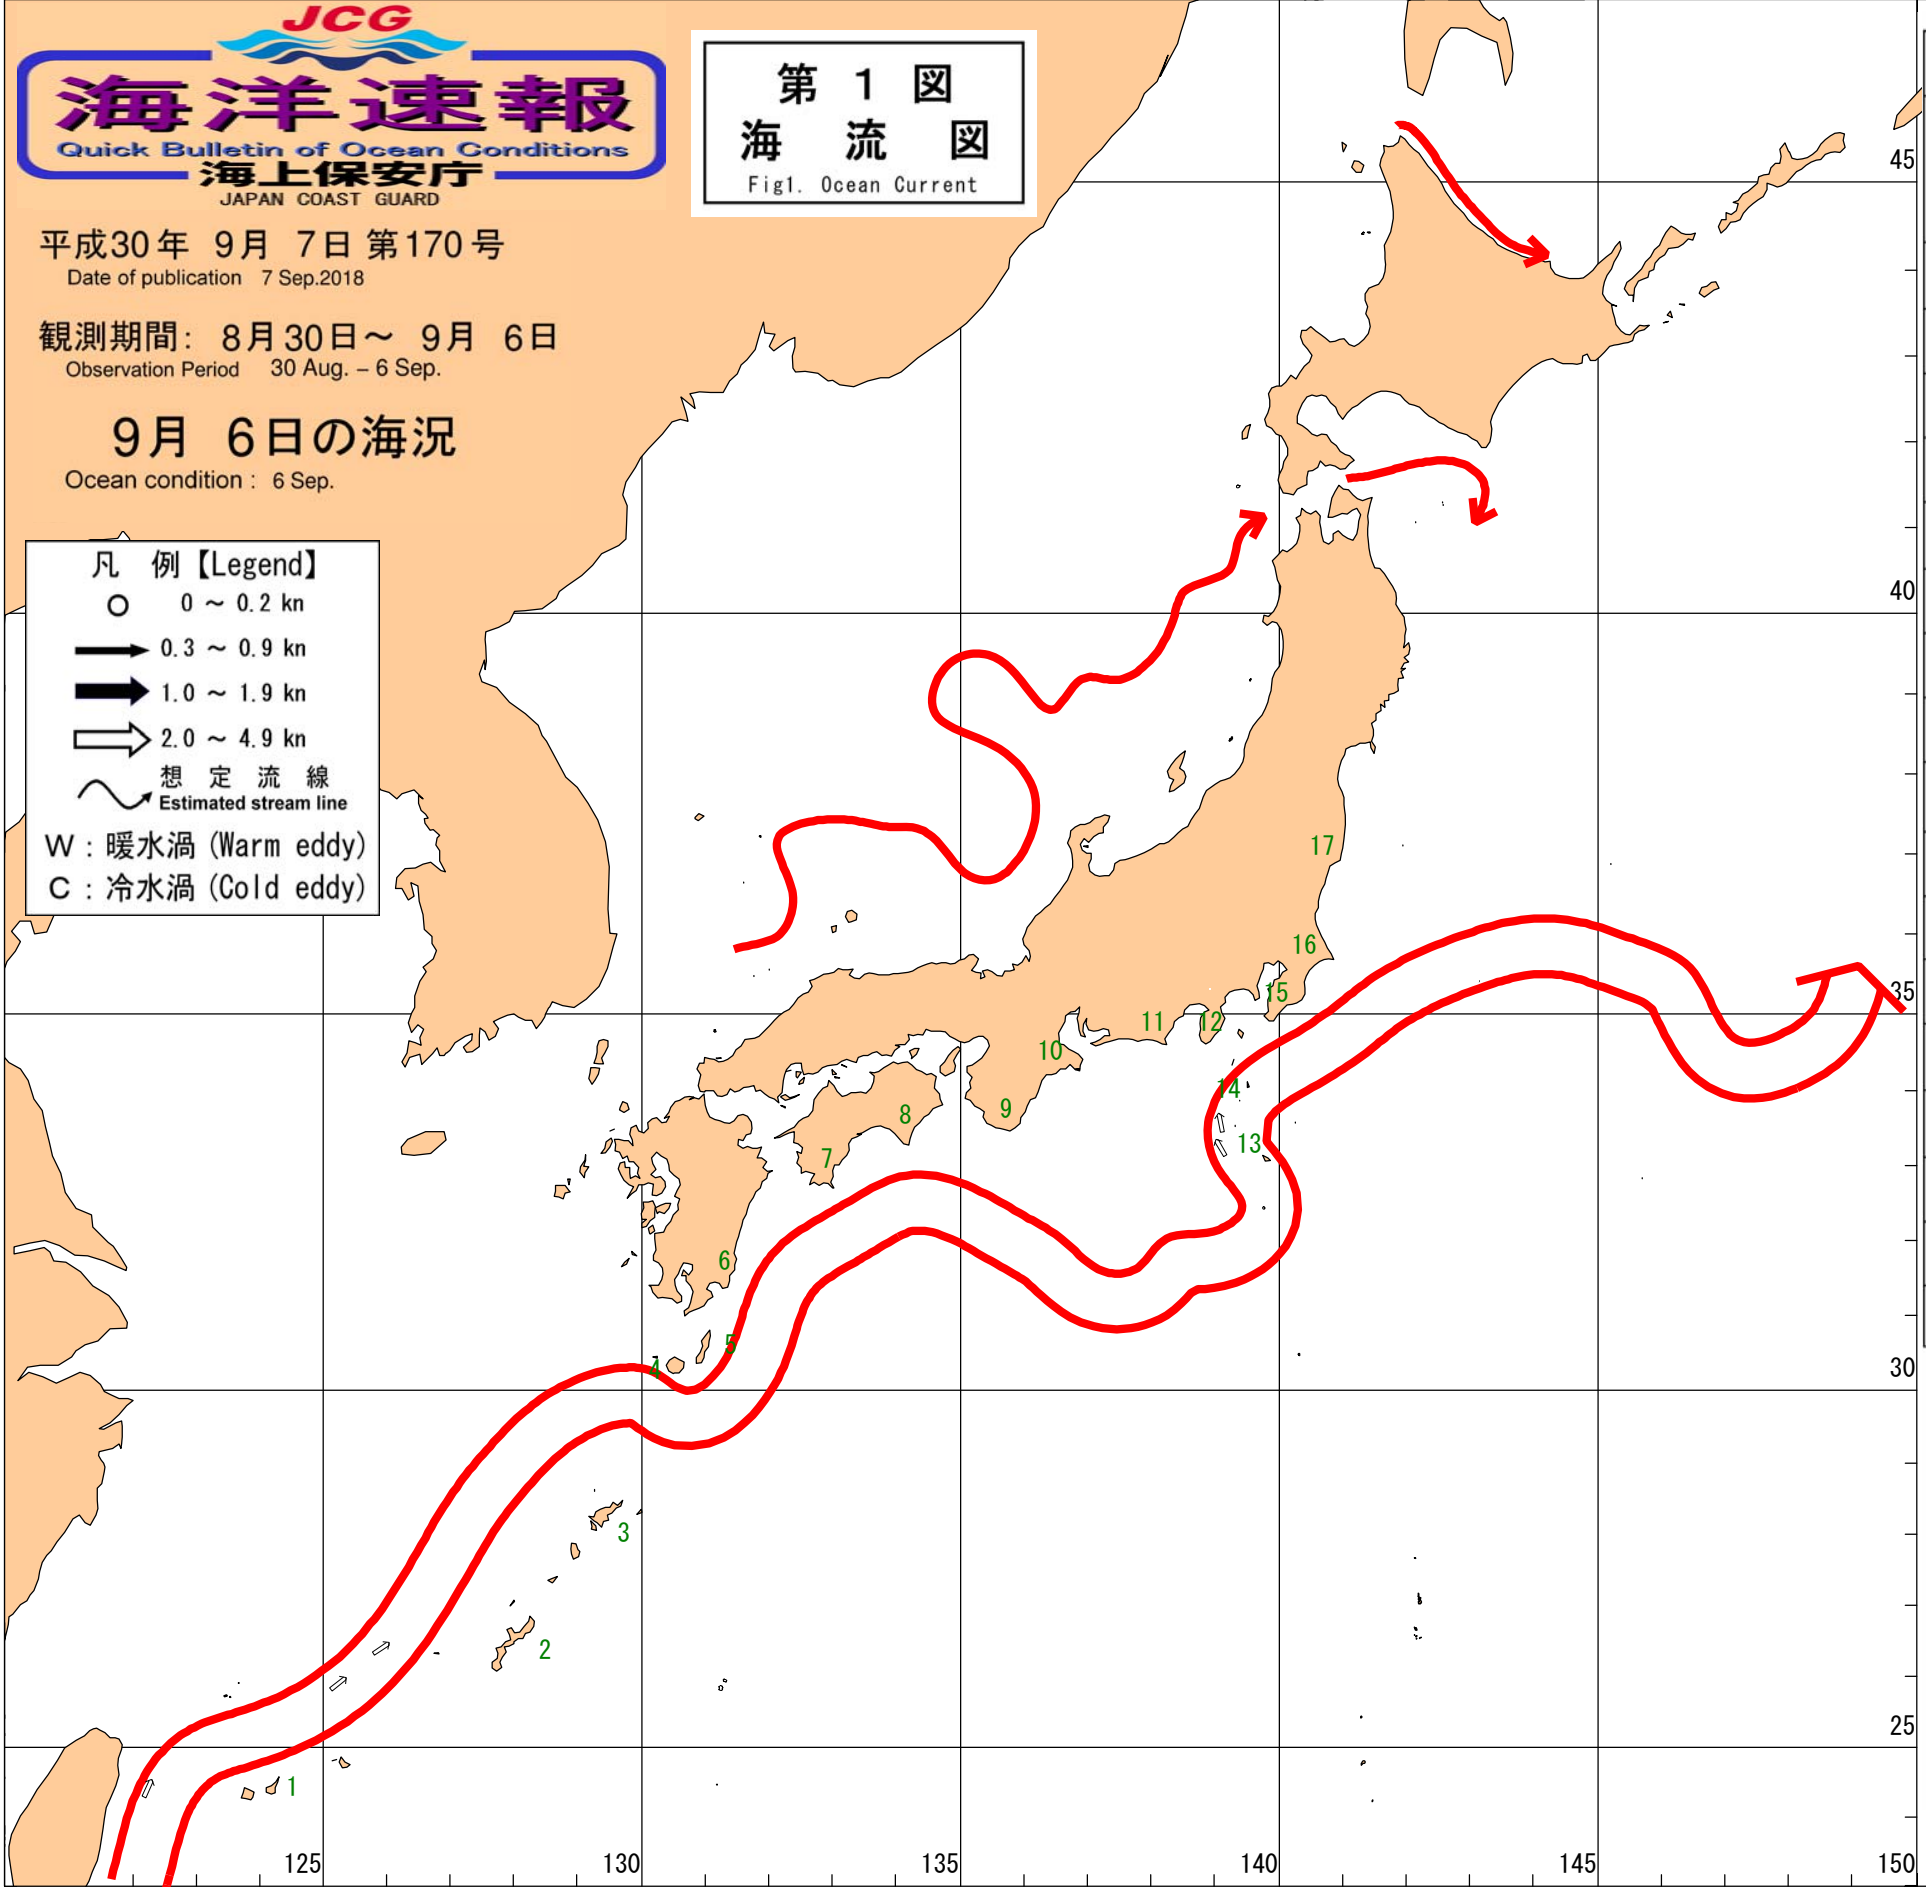 JCG
海洋速報
Quick Bulletin of Ocean Conditions
海上保安庁
JAPAN COAST GUARD
平成30年 9月 7日 第170号
Date of publication 7 Sep.2018
観測期間: 8月30日～ 9月 6日
Observation Period 30 Aug. – 6 Sep.
9月 6日の海況
Ocean condition : 6 Sep.
第 1 図
海 流 図
Fig1. Ocean Current
凡 例【Legend】
0 ～ 0.2 kn
0.3 ～ 0.9 kn
1.0 ～ 1.9 kn
2.0 ～ 4.9 kn
想 定 流 線
Estimated stream line
W : 暖水渦 (Warm eddy)
C : 冷水渦 (Cold eddy)
45
40
35
30
25
17
16
15
14
13
12
11
10
9
8
7
6
5
4
3
2
1
125
130
135
140
145
150